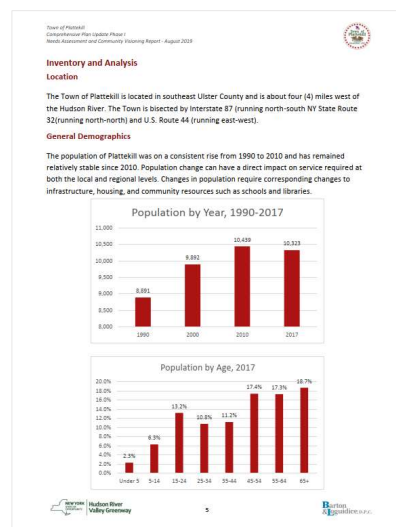 Town of Plattekill
Comprehensive Plan Update Phase I
Needs Assessment and Community Visioning Report - August 2019
Inventory and Analysis
Location
The Town of Plattekill is located in southeast Ulster County and is about four (4) miles west of
the Hudson River. The Town is bisected by Interstate 87 (running north-south NY State Route
32(running north-north) and U.S. Route 44 (running east-west).
General Demographics
The population of Plattekill was on a consistent rise from 1990 to 2010 and has remained
relatively stable since 2010. Population change can have a direct impact on service required at
both the local and regional levels. Changes in population require corresponding changes to
infrastructure, housing, and community resources such as schools and libraries.
Population by Year, 1990-2017
11,000
10,500
10,000
9,500
9,000
8,500
8,000
8,891
9,892
10,439
10,323
1990 2000 2010 2017
Population by Age, 2017
20.0%
18.0%
16.0%
14.0%
12.0%
10.0%
8.0%
6.0%
4.0%
2.0%
0.0%
2.3%
6.3%
13.2%
10.8%
11.2%
17.4%
17.3%
18.7%
Under 5 5-14 15-24 25-34 35-44 45-54 55-64 65+
NEW YORK
Hudson River
Valley Greenway
5
Barton
&Loguidice, D.P.C.